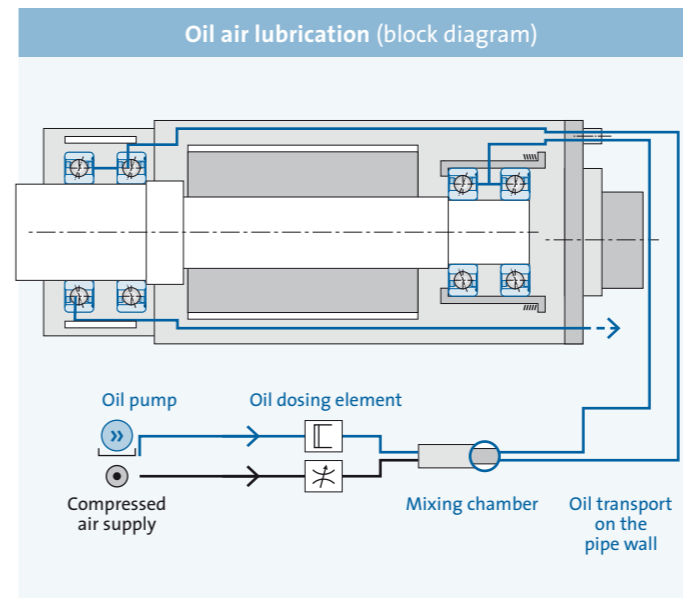 Oil air lubrication (block diagram)
Oil pump
Oil dosing element
Compressed
air supply
Mixing chamber
Oil transport
on the
pipe wall